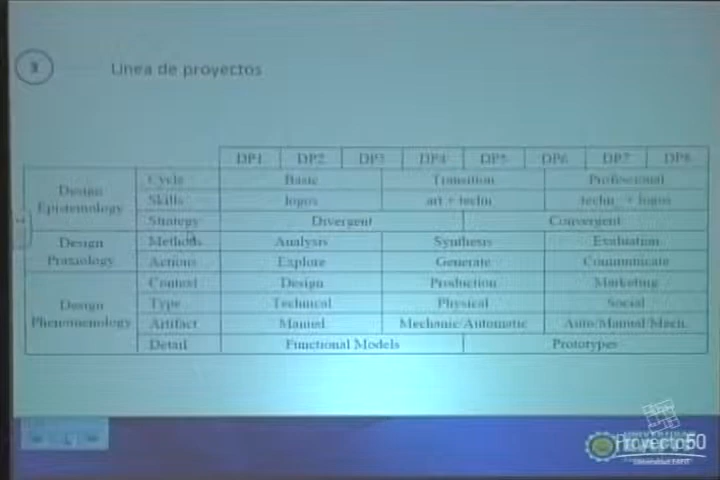 3
Linea de proyectos
DP1 DP2 DP3 DP4 DP5 DP6 DP7 DP8
Design Epistemology
Cycle Basic Transition Professional
Skills logos art + techn techn + logos
Strategy Divergent Convergent
Design Praxiology
Methods Analysis Synthesis Evaluation
Actions Explore Generate Communicate
Design Phenomenology
Context Design Production Marketing
Type Technical Physical Social
Artifact Manual Mechanic/Automatic Auto/Manual/Mech.
Detail Functional Models Prototypes
Proyecto50